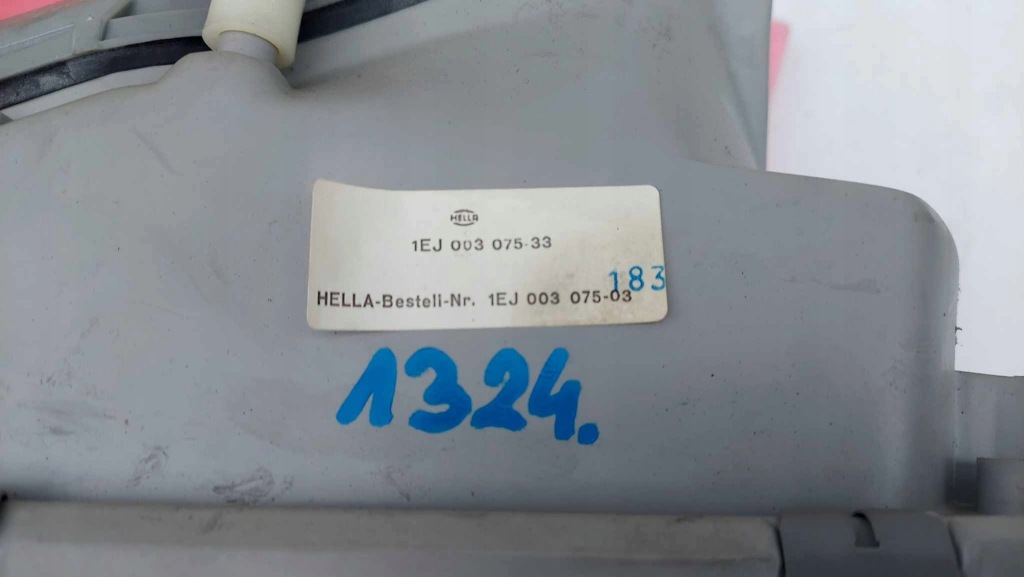 HELLA
1EJ 003 075-33
183
HELLA-Bestell-Nr. 1EJ 003 075-03
1324.